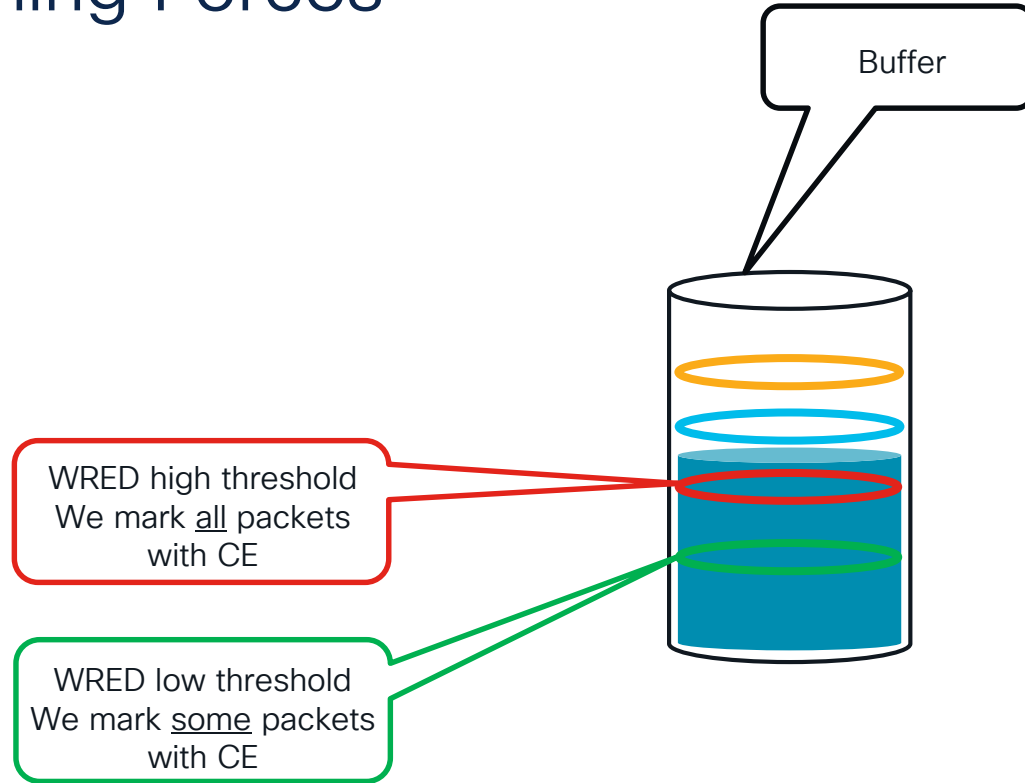 Forces
Buffer
WRED high threshold
We mark all packets
with CE
WRED low threshold
We mark some packets
with CE